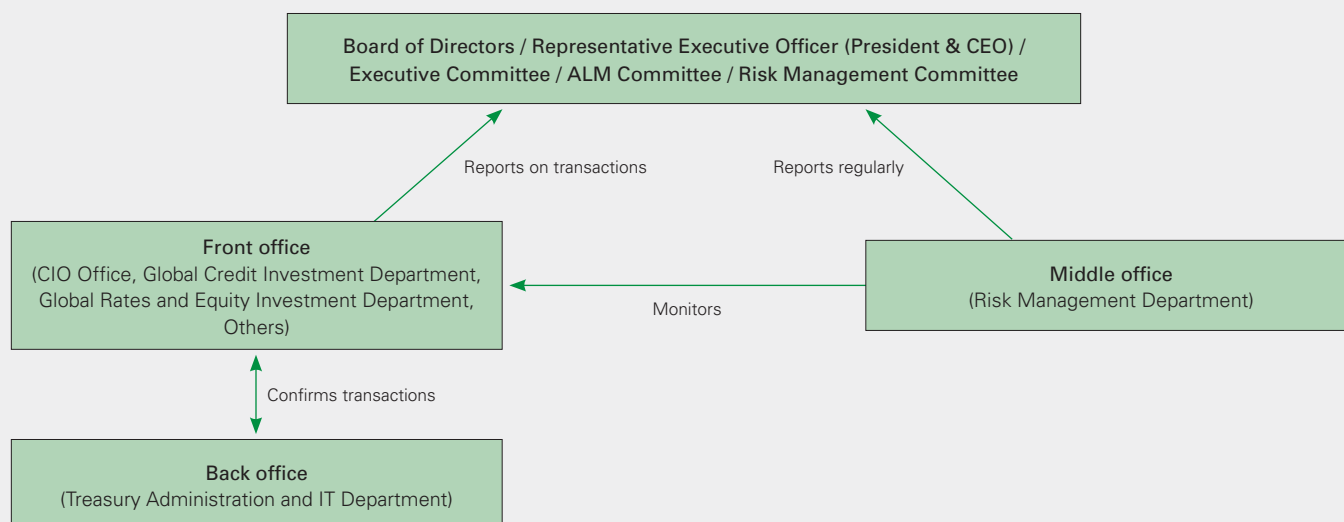 Board of Directors / Representative Executive Officer (President & CEO) /
Executive Committee / ALM Committee / Risk Management Committee
Reports on transactions
Reports regularly
Front office
(CIO Office, Global Credit Investment Department,
Global Rates and Equity Investment Department,
Others)
Middle office
(Risk Management Department)
Monitors
Confirms transactions
Back office
(Treasury Administration and IT Department)